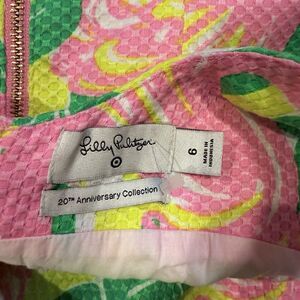 Lilly Pulitzer
6
MADE IN
INDONESIA
20TH Anniversary Collection